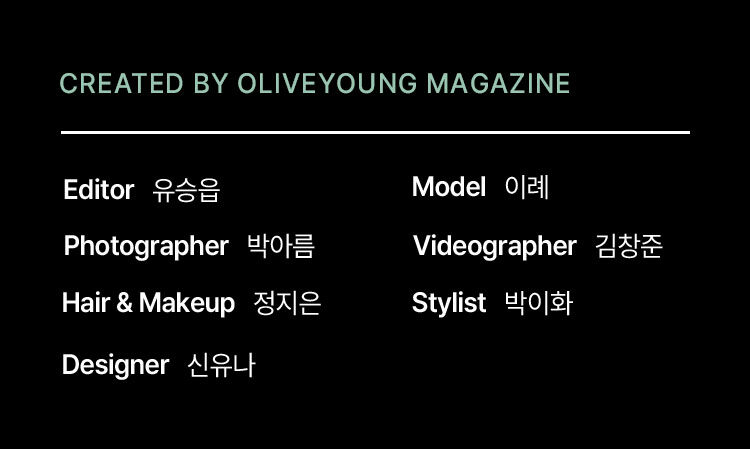 CREATED BY OLIVEYOUNG MAGAZINE
Editor 유승읍
Model 이례
Photographer 박아름
Videographer 김창준
Hair & Makeup 정지은
Stylist 박이화
Designer 신유나